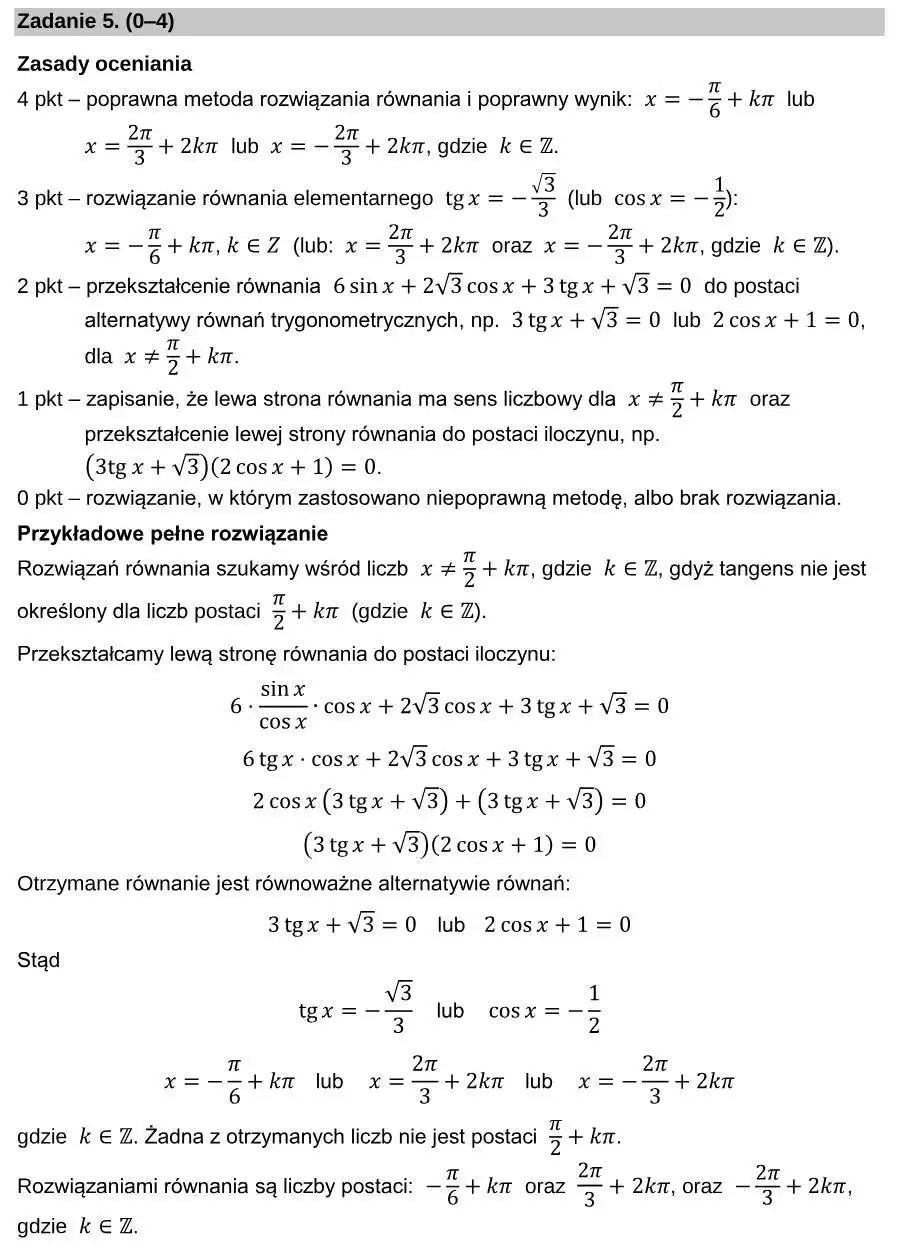 Zadanie 5. (0–4)
Zasady oceniania
4 pkt – poprawna metoda rozwiązania równania i poprawny wynik: x = −π/6 + kπ lub
x = 2π/3 + 2kπ lub x = −2π/3 + 2kπ, gdzie k ∈ ℤ.
3 pkt – rozwiązanie równania elementarnego tg x = −√3/3 (lub cos x = −1/2):
x = −π/6 + kπ, k ∈ Z (lub: x = 2π/3 + 2kπ oraz x = −2π/3 + 2kπ, gdzie k ∈ ℤ).
2 pkt – przekształcenie równania 6 sin x + 2√3 cos x + 3 tg x + √3 = 0 do postaci
alternatywy równań trygonometrycznych, np. 3 tg x + √3 = 0 lub 2 cos x + 1 = 0,
dla x ≠ π/2 + kπ.
1 pkt – zapisanie, że lewa strona równania ma sens liczbowy dla x ≠ π/2 + kπ oraz
przekształcenie lewej strony równania do postaci iloczynu, np.
(3tg x + √3)(2 cos x + 1) = 0.
0 pkt – rozwiązanie, w którym zastosowano niepoprawną metodę, albo brak rozwiązania.
Przykładowe pełne rozwiązanie
Rozwiązań równania szukamy wśród liczb x ≠ π/2 + kπ, gdzie k ∈ ℤ, gdyż tangens nie jest
określony dla liczb postaci π/2 + kπ (gdzie k ∈ ℤ).
Przekształcamy lewą stronę równania do postaci iloczynu:
6 · sin x/cos x · cos x + 2√3 cos x + 3 tg x + √3 = 0
6 tg x · cos x + 2√3 cos x + 3 tg x + √3 = 0
2 cos x (3 tg x + √3) + (3 tg x + √3) = 0
(3 tg x + √3)(2 cos x + 1) = 0
Otrzymane równanie jest równoważne alternatywie równań:
3 tg x + √3 = 0 lub 2 cos x + 1 = 0
Stąd
tg x = −√3/3 lub cos x = −1/2
x = −π/6 + kπ lub x = 2π/3 + 2kπ lub x = −2π/3 + 2kπ
gdzie k ∈ ℤ. Żadna z otrzymanych liczb nie jest postaci π/2 + kπ.
Rozwiązaniami równania są liczby postaci: −π/6 + kπ oraz 2π/3 + 2kπ, oraz −2π/3 + 2kπ,
gdzie k ∈ ℤ.